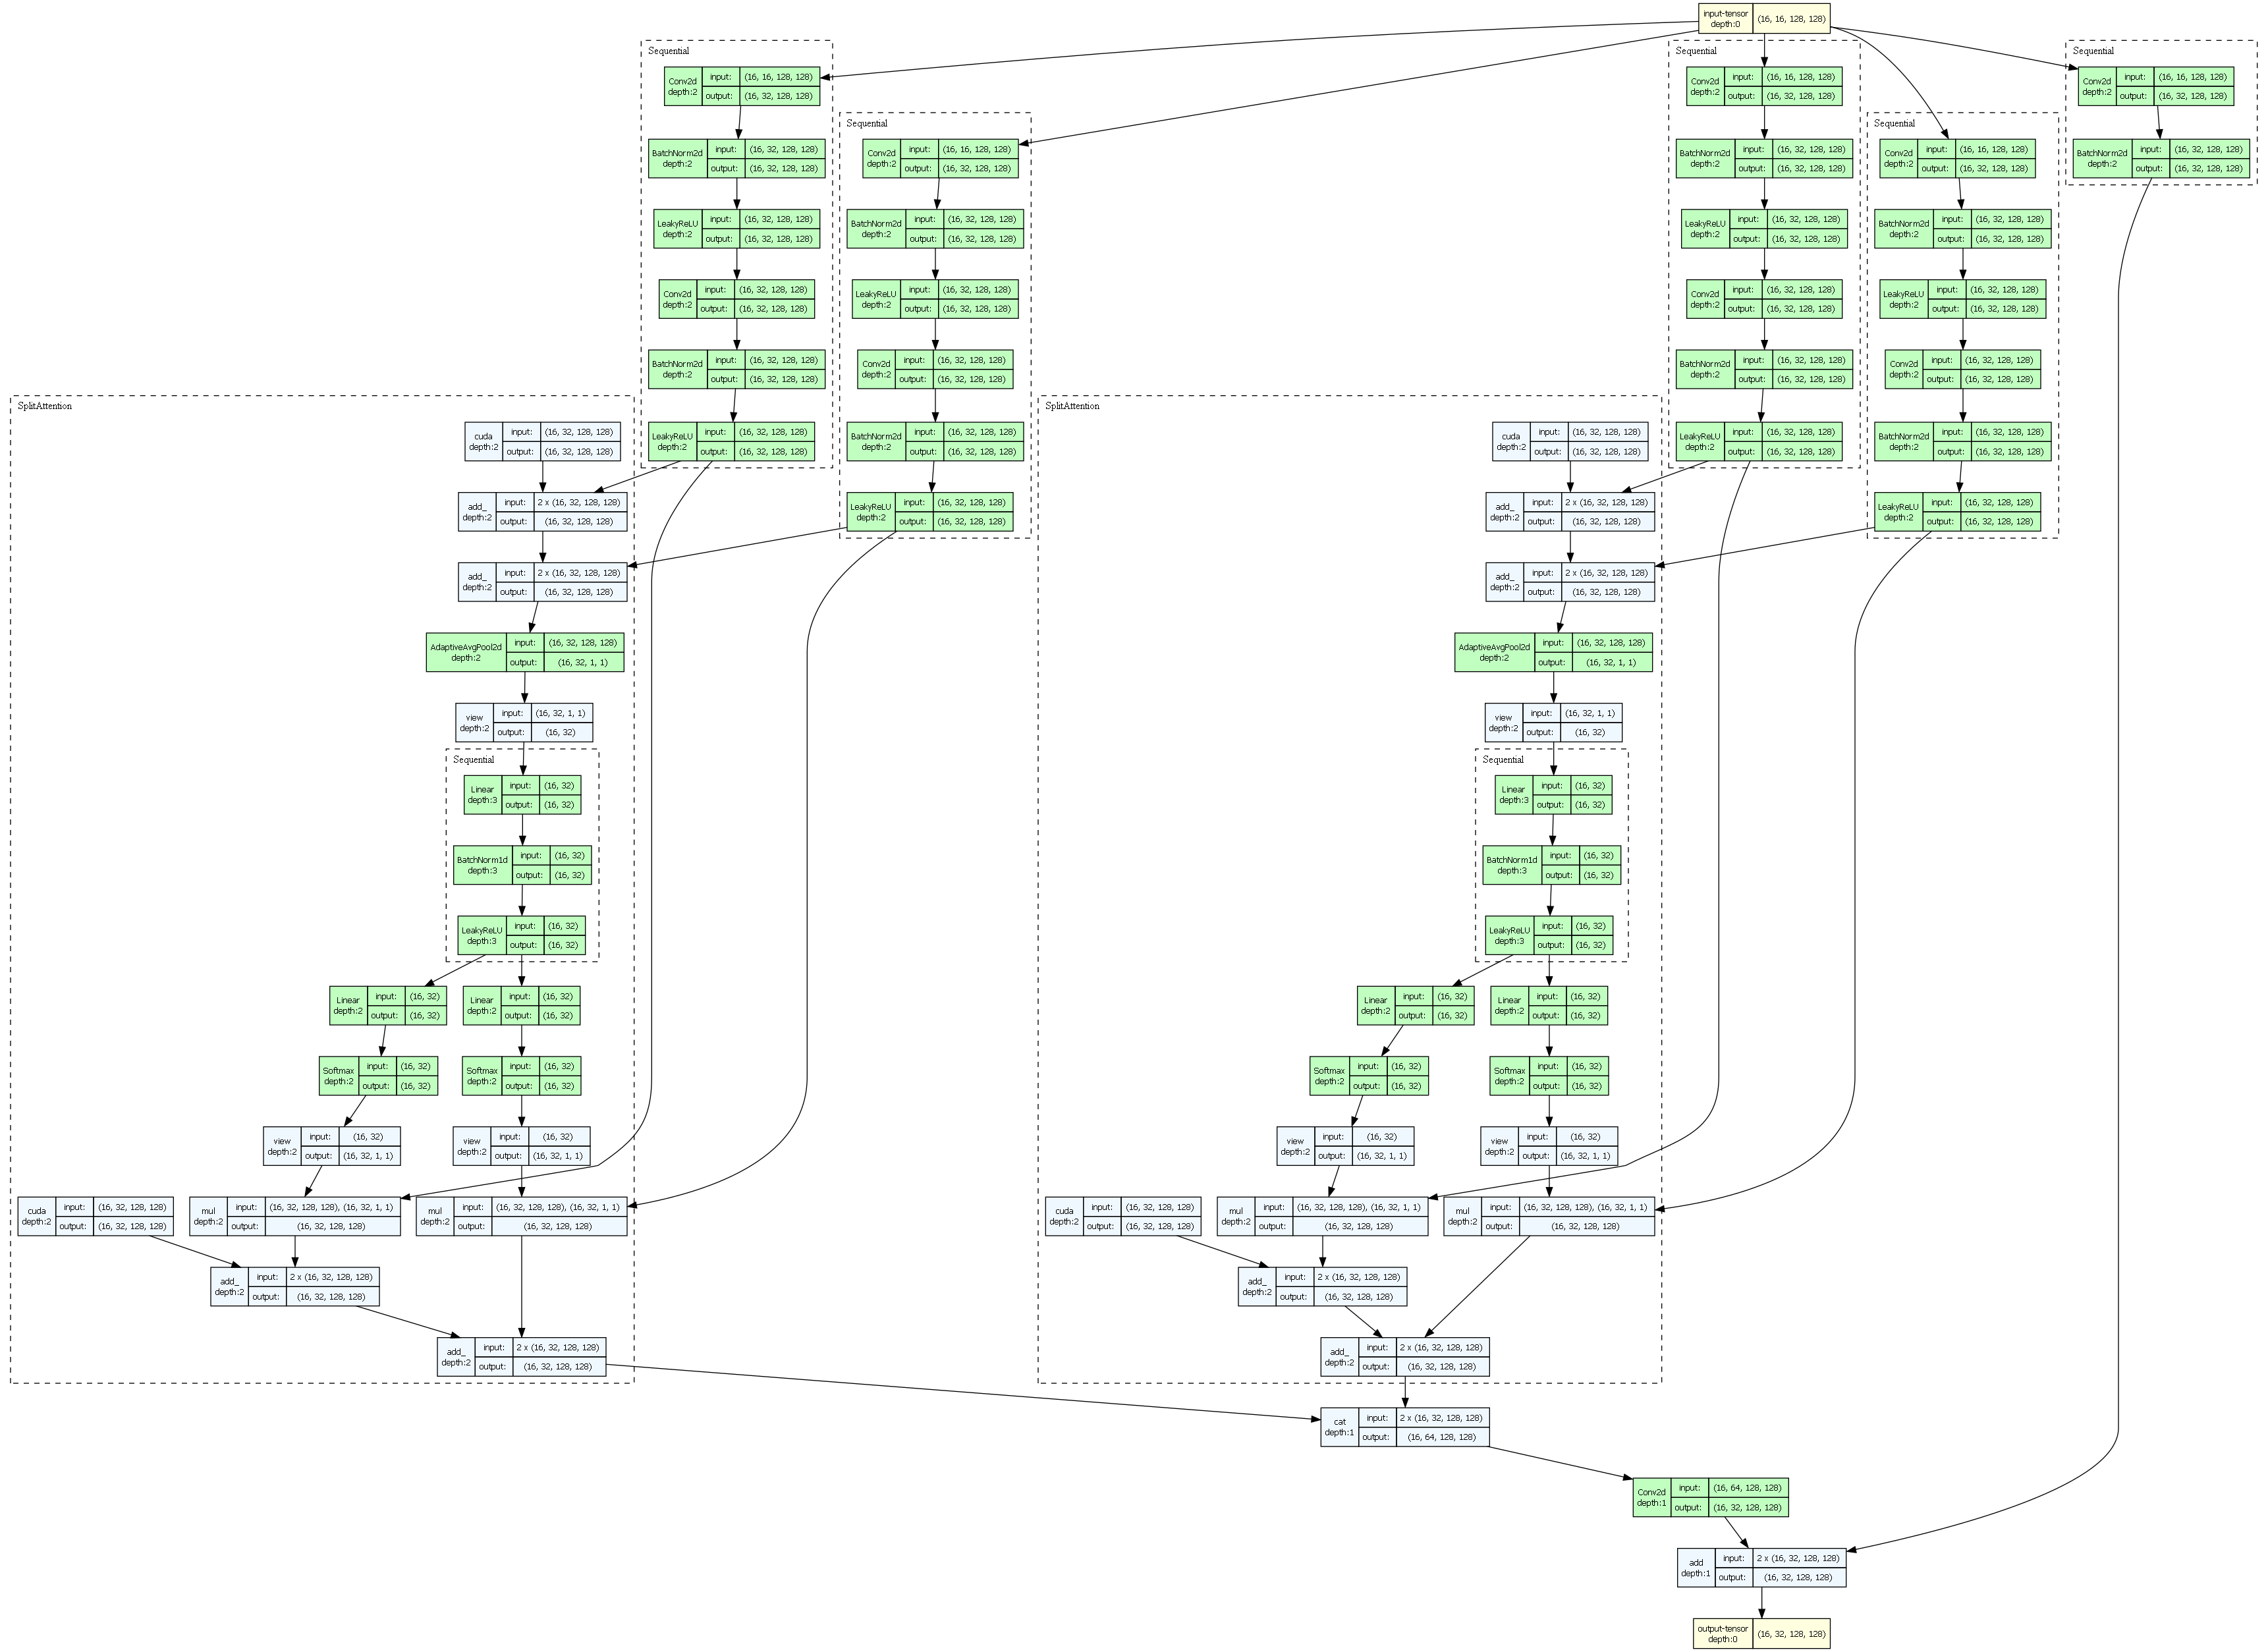 input-tensor
depth:0
(16, 16, 128, 128)
Sequential
Conv2d
depth:2
input: (16, 16, 128, 128)
output: (16, 32, 128, 128)
BatchNorm2d
depth:2
input: (16, 32, 128, 128)
output: (16, 32, 128, 128)
LeakyReLU
depth:2
input: (16, 32, 128, 128)
output: (16, 32, 128, 128)
Conv2d
depth:2
input: (16, 32, 128, 128)
output: (16, 32, 128, 128)
BatchNorm2d
depth:2
input: (16, 32, 128, 128)
output: (16, 32, 128, 128)
LeakyReLU
depth:2
input: (16, 32, 128, 128)
output: (16, 32, 128, 128)
Sequential
Conv2d
depth:2
input: (16, 16, 128, 128)
output: (16, 32, 128, 128)
BatchNorm2d
depth:2
input: (16, 32, 128, 128)
output: (16, 32, 128, 128)
LeakyReLU
depth:2
input: (16, 32, 128, 128)
output: (16, 32, 128, 128)
Conv2d
depth:2
input: (16, 32, 128, 128)
output: (16, 32, 128, 128)
BatchNorm2d
depth:2
input: (16, 32, 128, 128)
output: (16, 32, 128, 128)
LeakyReLU
depth:2
input: (16, 32, 128, 128)
output: (16, 32, 128, 128)
Sequential
Conv2d
depth:2
input: (16, 16, 128, 128)
output: (16, 32, 128, 128)
BatchNorm2d
depth:2
input: (16, 32, 128, 128)
output: (16, 32, 128, 128)
LeakyReLU
depth:2
input: (16, 32, 128, 128)
output: (16, 32, 128, 128)
Conv2d
depth:2
input: (16, 32, 128, 128)
output: (16, 32, 128, 128)
BatchNorm2d
depth:2
input: (16, 32, 128, 128)
output: (16, 32, 128, 128)
LeakyReLU
depth:2
input: (16, 32, 128, 128)
output: (16, 32, 128, 128)
Sequential
Conv2d
depth:2
input: (16, 16, 128, 128)
output: (16, 32, 128, 128)
BatchNorm2d
depth:2
input: (16, 32, 128, 128)
output: (16, 32, 128, 128)
LeakyReLU
depth:2
input: (16, 32, 128, 128)
output: (16, 32, 128, 128)
Conv2d
depth:2
input: (16, 32, 128, 128)
output: (16, 32, 128, 128)
BatchNorm2d
depth:2
input: (16, 32, 128, 128)
output: (16, 32, 128, 128)
LeakyReLU
depth:2
input: (16, 32, 128, 128)
output: (16, 32, 128, 128)
Sequential
Conv2d
depth:2
input: (16, 16, 128, 128)
output: (16, 32, 128, 128)
BatchNorm2d
depth:2
input: (16, 32, 128, 128)
output: (16, 32, 128, 128)
SplitAttention
cuda
depth:2
input: (16, 32, 128, 128)
output: (16, 32, 128, 128)
add_
depth:2
input: 2 x (16, 32, 128, 128)
output: (16, 32, 128, 128)
add_
depth:2
input: 2 x (16, 32, 128, 128)
output: (16, 32, 128, 128)
AdaptiveAvgPool2d
depth:2
input: (16, 32, 128, 128)
output: (16, 32, 1, 1)
view
depth:2
input: (16, 32, 1, 1)
output: (16, 32)
Sequential
Linear
depth:3
input: (16, 32)
output: (16, 32)
BatchNorm1d
depth:3
input: (16, 32)
output: (16, 32)
LeakyReLU
depth:3
input: (16, 32)
output: (16, 32)
Linear
depth:2
input: (16, 32)
output: (16, 32)
Linear
depth:2
input: (16, 32)
output: (16, 32)
Softmax
depth:2
input: (16, 32)
output: (16, 32)
Softmax
depth:2
input: (16, 32)
output: (16, 32)
view
depth:2
input: (16, 32)
output: (16, 32, 1, 1)
view
depth:2
input: (16, 32)
output: (16, 32, 1, 1)
cuda
depth:2
input: (16, 32, 128, 128)
output: (16, 32, 128, 128)
mul
depth:2
input: (16, 32, 128, 128), (16, 32, 1, 1)
output: (16, 32, 128, 128)
mul
depth:2
input: (16, 32, 128, 128), (16, 32, 1, 1)
output: (16, 32, 128, 128)
add_
depth:2
input: 2 x (16, 32, 128, 128)
output: (16, 32, 128, 128)
add_
depth:2
input: 2 x (16, 32, 128, 128)
output: (16, 32, 128, 128)
SplitAttention
cuda
depth:2
input: (16, 32, 128, 128)
output: (16, 32, 128, 128)
add_
depth:2
input: 2 x (16, 32, 128, 128)
output: (16, 32, 128, 128)
add_
depth:2
input: 2 x (16, 32, 128, 128)
output: (16, 32, 128, 128)
AdaptiveAvgPool2d
depth:2
input: (16, 32, 128, 128)
output: (16, 32, 1, 1)
view
depth:2
input: (16, 32, 1, 1)
output: (16, 32)
Sequential
Linear
depth:3
input: (16, 32)
output: (16, 32)
BatchNorm1d
depth:3
input: (16, 32)
output: (16, 32)
LeakyReLU
depth:3
input: (16, 32)
output: (16, 32)
Linear
depth:2
input: (16, 32)
output: (16, 32)
Linear
depth:2
input: (16, 32)
output: (16, 32)
Softmax
depth:2
input: (16, 32)
output: (16, 32)
Softmax
depth:2
input: (16, 32)
output: (16, 32)
view
depth:2
input: (16, 32)
output: (16, 32, 1, 1)
view
depth:2
input: (16, 32)
output: (16, 32, 1, 1)
cuda
depth:2
input: (16, 32, 128, 128)
output: (16, 32, 128, 128)
mul
depth:2
input: (16, 32, 128, 128), (16, 32, 1, 1)
output: (16, 32, 128, 128)
mul
depth:2
input: (16, 32, 128, 128), (16, 32, 1, 1)
output: (16, 32, 128, 128)
add_
depth:2
input: 2 x (16, 32, 128, 128)
output: (16, 32, 128, 128)
add_
depth:2
input: 2 x (16, 32, 128, 128)
output: (16, 32, 128, 128)
cat
depth:1
input: 2 x (16, 32, 128, 128)
output: (16, 64, 128, 128)
Conv2d
depth:1
input: (16, 64, 128, 128)
output: (16, 32, 128, 128)
add
depth:1
input: 2 x (16, 32, 128, 128)
output: (16, 32, 128, 128)
output-tensor
depth:0
(16, 32, 128, 128)